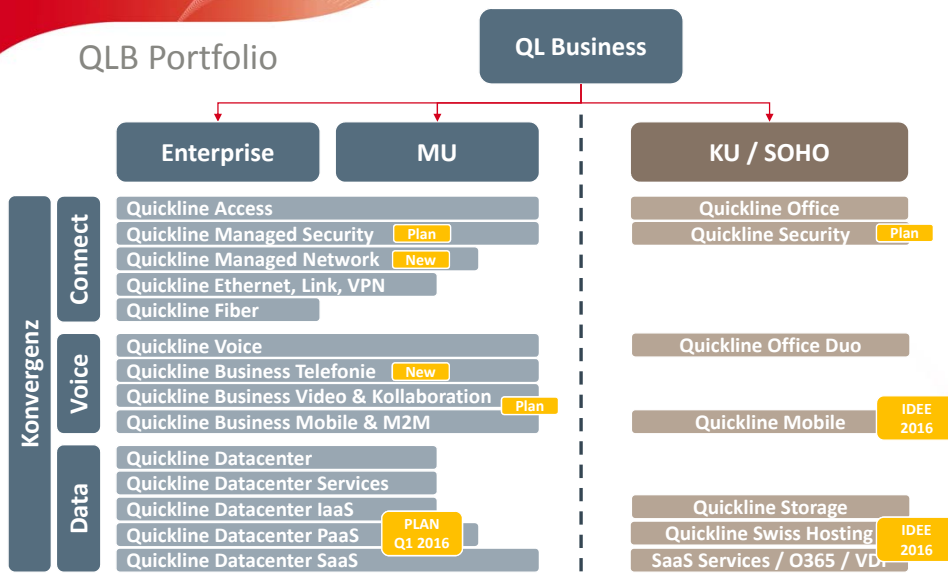 QLB Portfolio
QL Business
Enterprise
MU
KU / SOHO
Konvergenz
Connect
Quickline Access
Quickline Managed Security Plan
Quickline Managed Network New
Quickline Ethernet, Link, VPN
Quickline Fiber
Quickline Office
Quickline Security Plan
Voice
Quickline Voice
Quickline Business Telefonie New
Quickline Business Video & Kollaboration
Plan
Quickline Business Mobile & M2M
Quickline Office Duo
Quickline Mobile
IDEE
2016
Data
Quickline Datacenter
Quickline Datacenter Services
Quickline Datacenter IaaS
Quickline Datacenter PaaS
PLAN
Q1 2016
Quickline Datacenter SaaS
Quickline Storage
Quickline Swiss Hosting
SaaS Services / O365 / VDI
IDEE
2016